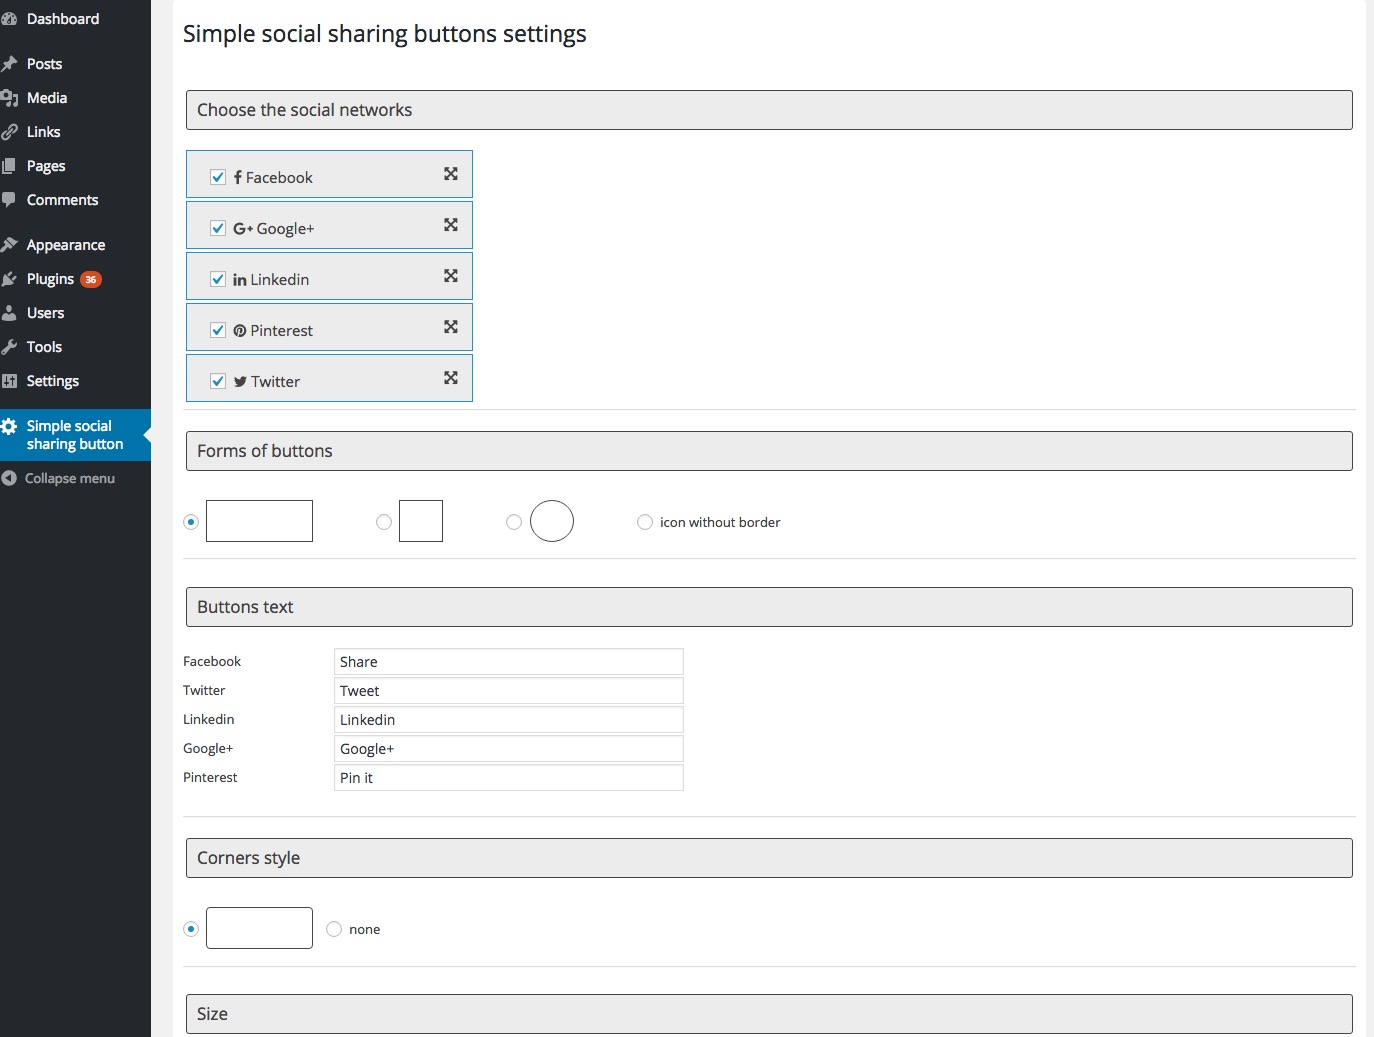 Dashboard
Posts
Media
Links
Pages
Comments
Appearance
Plugins 36
Users
Tools
Settings
Simple social
sharing button
Collapse menu
Simple social sharing buttons settings
Choose the social networks
Facebook
Google+
Linkedin
Pinterest
Twitter
Forms of buttons
icon without border
Buttons text
Facebook Share
Twitter Tweet
Linkedin Linkedin
Google+ Google+
Pinterest Pin it
Corners style
none
Size